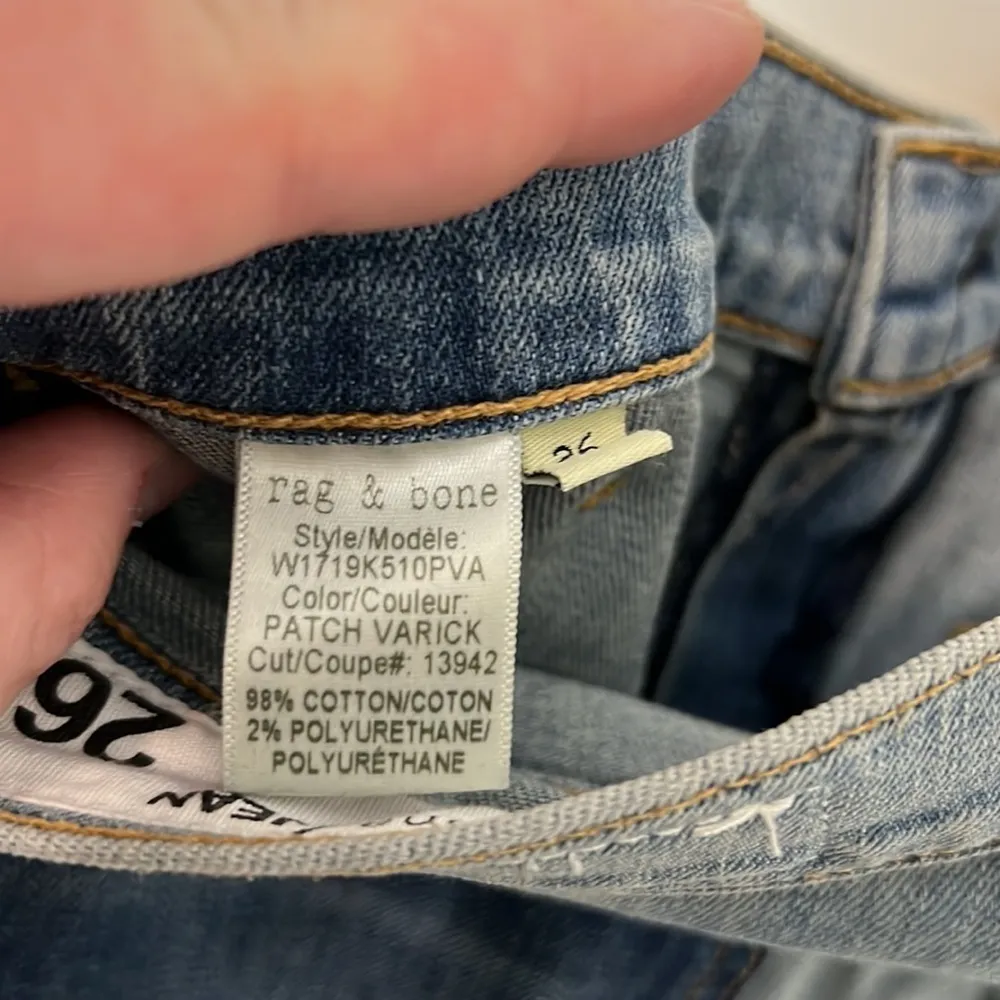 rag & bone
Style/Modèle:
W1719K510PVA
Color/Couleur:
PATCH VARICK
Cut/Coupe#: 13942
98% COTTON/COTON
2% POLYURETHANE/
POLYURÉTHANE
26
JEAN